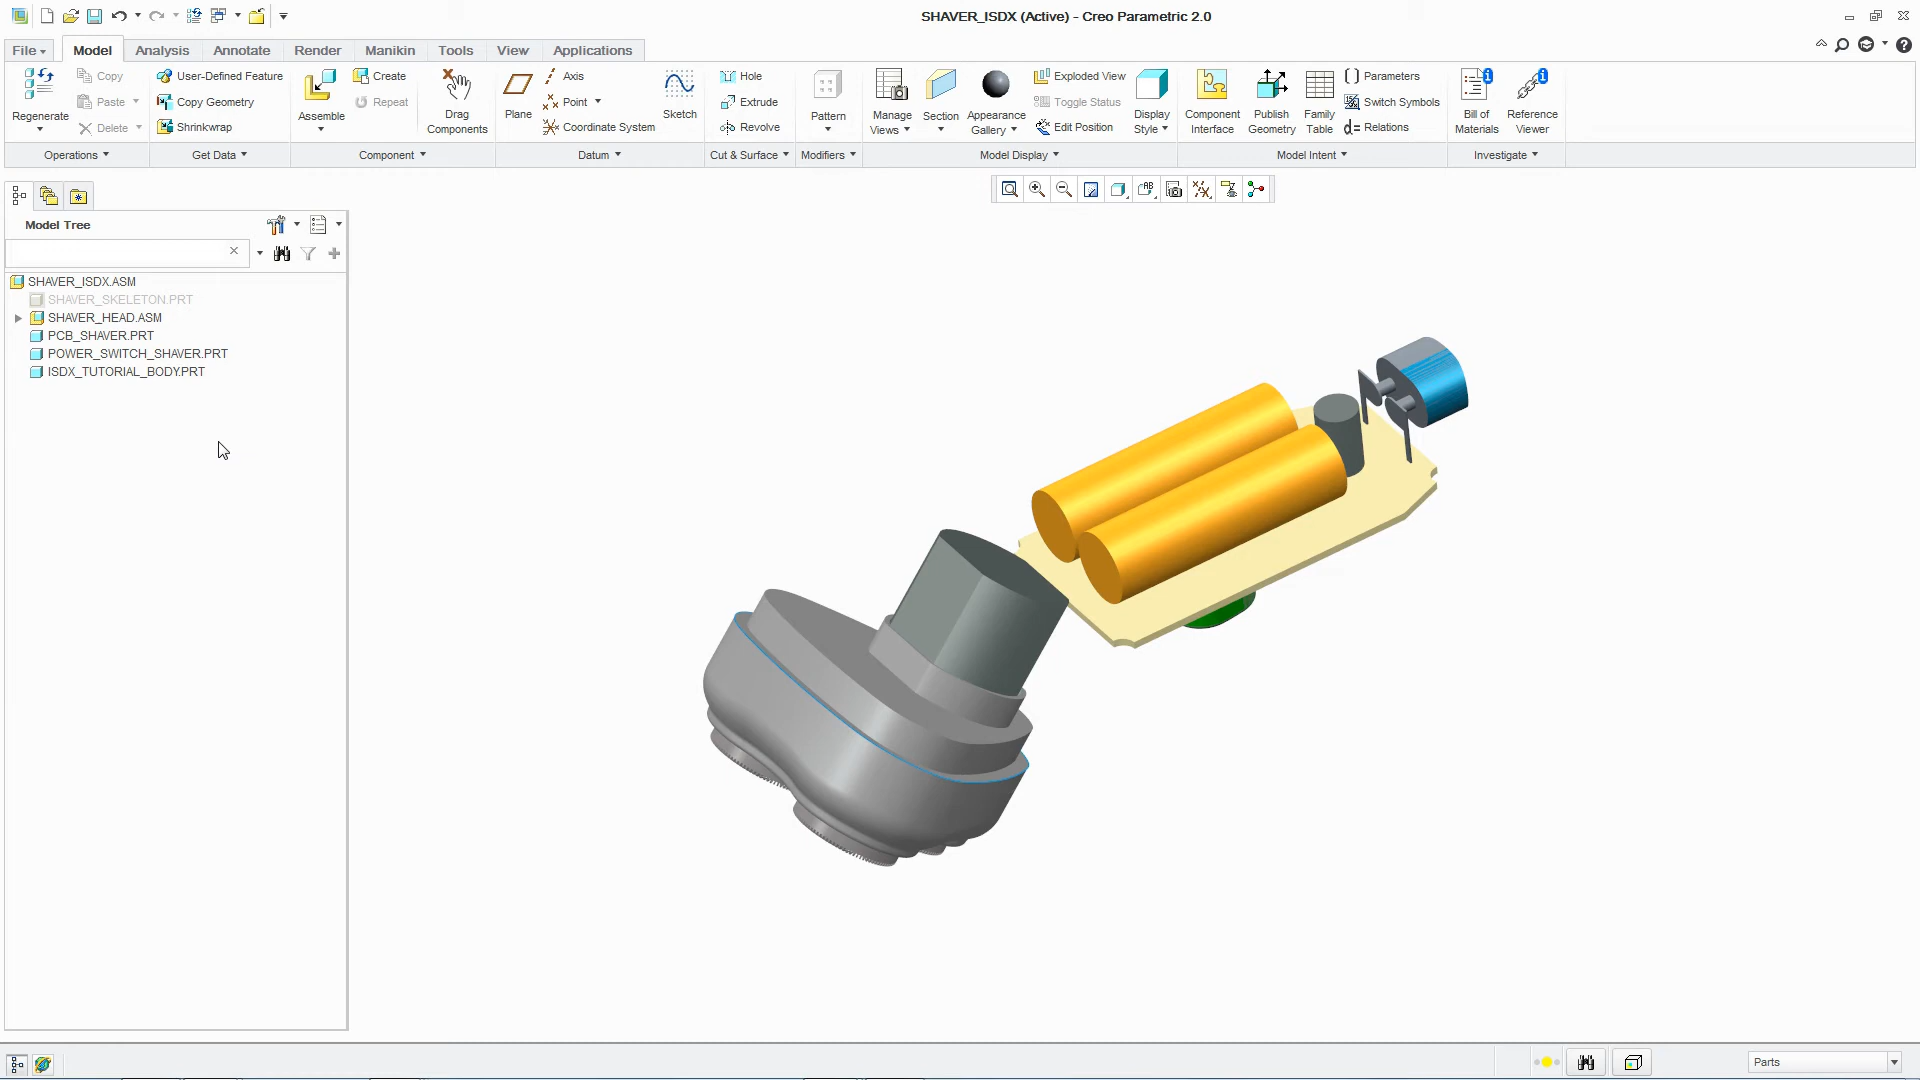 SHAVER_ISDX (Active) - Creo Parametric 2.0
File Model Analysis Annotate Render Manikin Tools View Applications
Regenerate Copy Paste Delete
User-Defined Feature Copy Geometry Shrinkwrap
Assemble Create Repeat Drag Components
Plane Axis Point Coordinate System Sketch
Hole Extrude Revolve
Pattern
Manage Views Section Appearance Gallery Exploded View Toggle Status Edit Position Display Style
Component Interface Publish Geometry Family Table Parameters Switch Symbols Relations
Bill of Materials Reference Viewer
Operations Get Data Component Datum Cut & Surface Modifiers Model Display Model Intent Investigate
Model Tree
SHAVER_ISDX.ASM
SHAVER_SKELETON.PRT
SHAVER_HEAD.ASM
PCB_SHAVER.PRT
POWER_SWITCH_SHAVER.PRT
ISDX_TUTORIAL_BODY.PRT
Parts